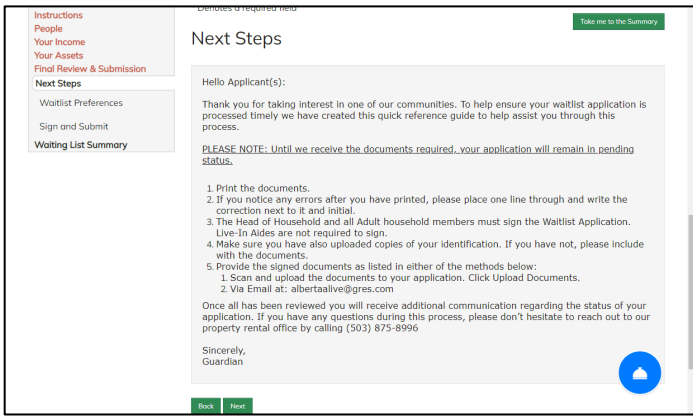 Denotes a required field
Instructions
People
Your Income
Your Assets
Final Review & Submission
Next Steps
Waitlist Preferences
Sign and Submit
Waiting List Summary
Take me to the Summary
Next Steps
Hello Applicant(s):
Thank you for taking interest in one of our communities. To help ensure your waitlist application is
processed timely we have created this quick reference guide to help assist you through this
process.
PLEASE NOTE: Until we receive the documents required, your application will remain in pending
status.
1. Print the documents.
2. If you notice any errors after you have printed, please place one line through and write the
correction next to it and initial.
3. The Head of Household and all Adult household members must sign the Waitlist Application.
Live-In Aides are not required to sign.
4. Make sure you have also uploaded copies of your identification. If you have not, please include
with the documents.
5. Provide the signed documents as listed in either of the methods below:
1. Scan and upload the documents to your application. Click Upload Documents.
2. Via Email at: albertaalive@gres.com
Once all has been reviewed you will receive additional communication regarding the status of your
application. If you have any questions during this process, please don't hesitate to reach out to our
property rental office by calling (503) 875-8996
Sincerely,
Guardian
Back Next